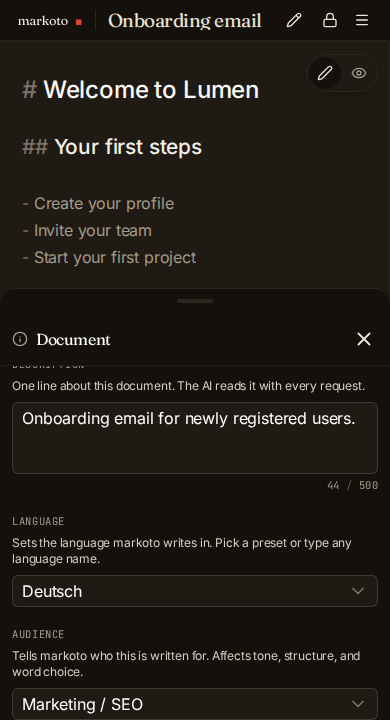 markoto
Onboarding email
# Welcome to Lumen
## Your first steps
- Create your profile
- Invite your team
- Start your first project
Document
One line about this document. The AI reads it with every request.
Onboarding email for newly registered users.
44 / 500
LANGUAGE
Sets the language markoto writes in. Pick a preset or type any
language name.
Deutsch
AUDIENCE
Tells markoto who this is written for. Affects tone, structure, and
word choice.
Marketing / SEO